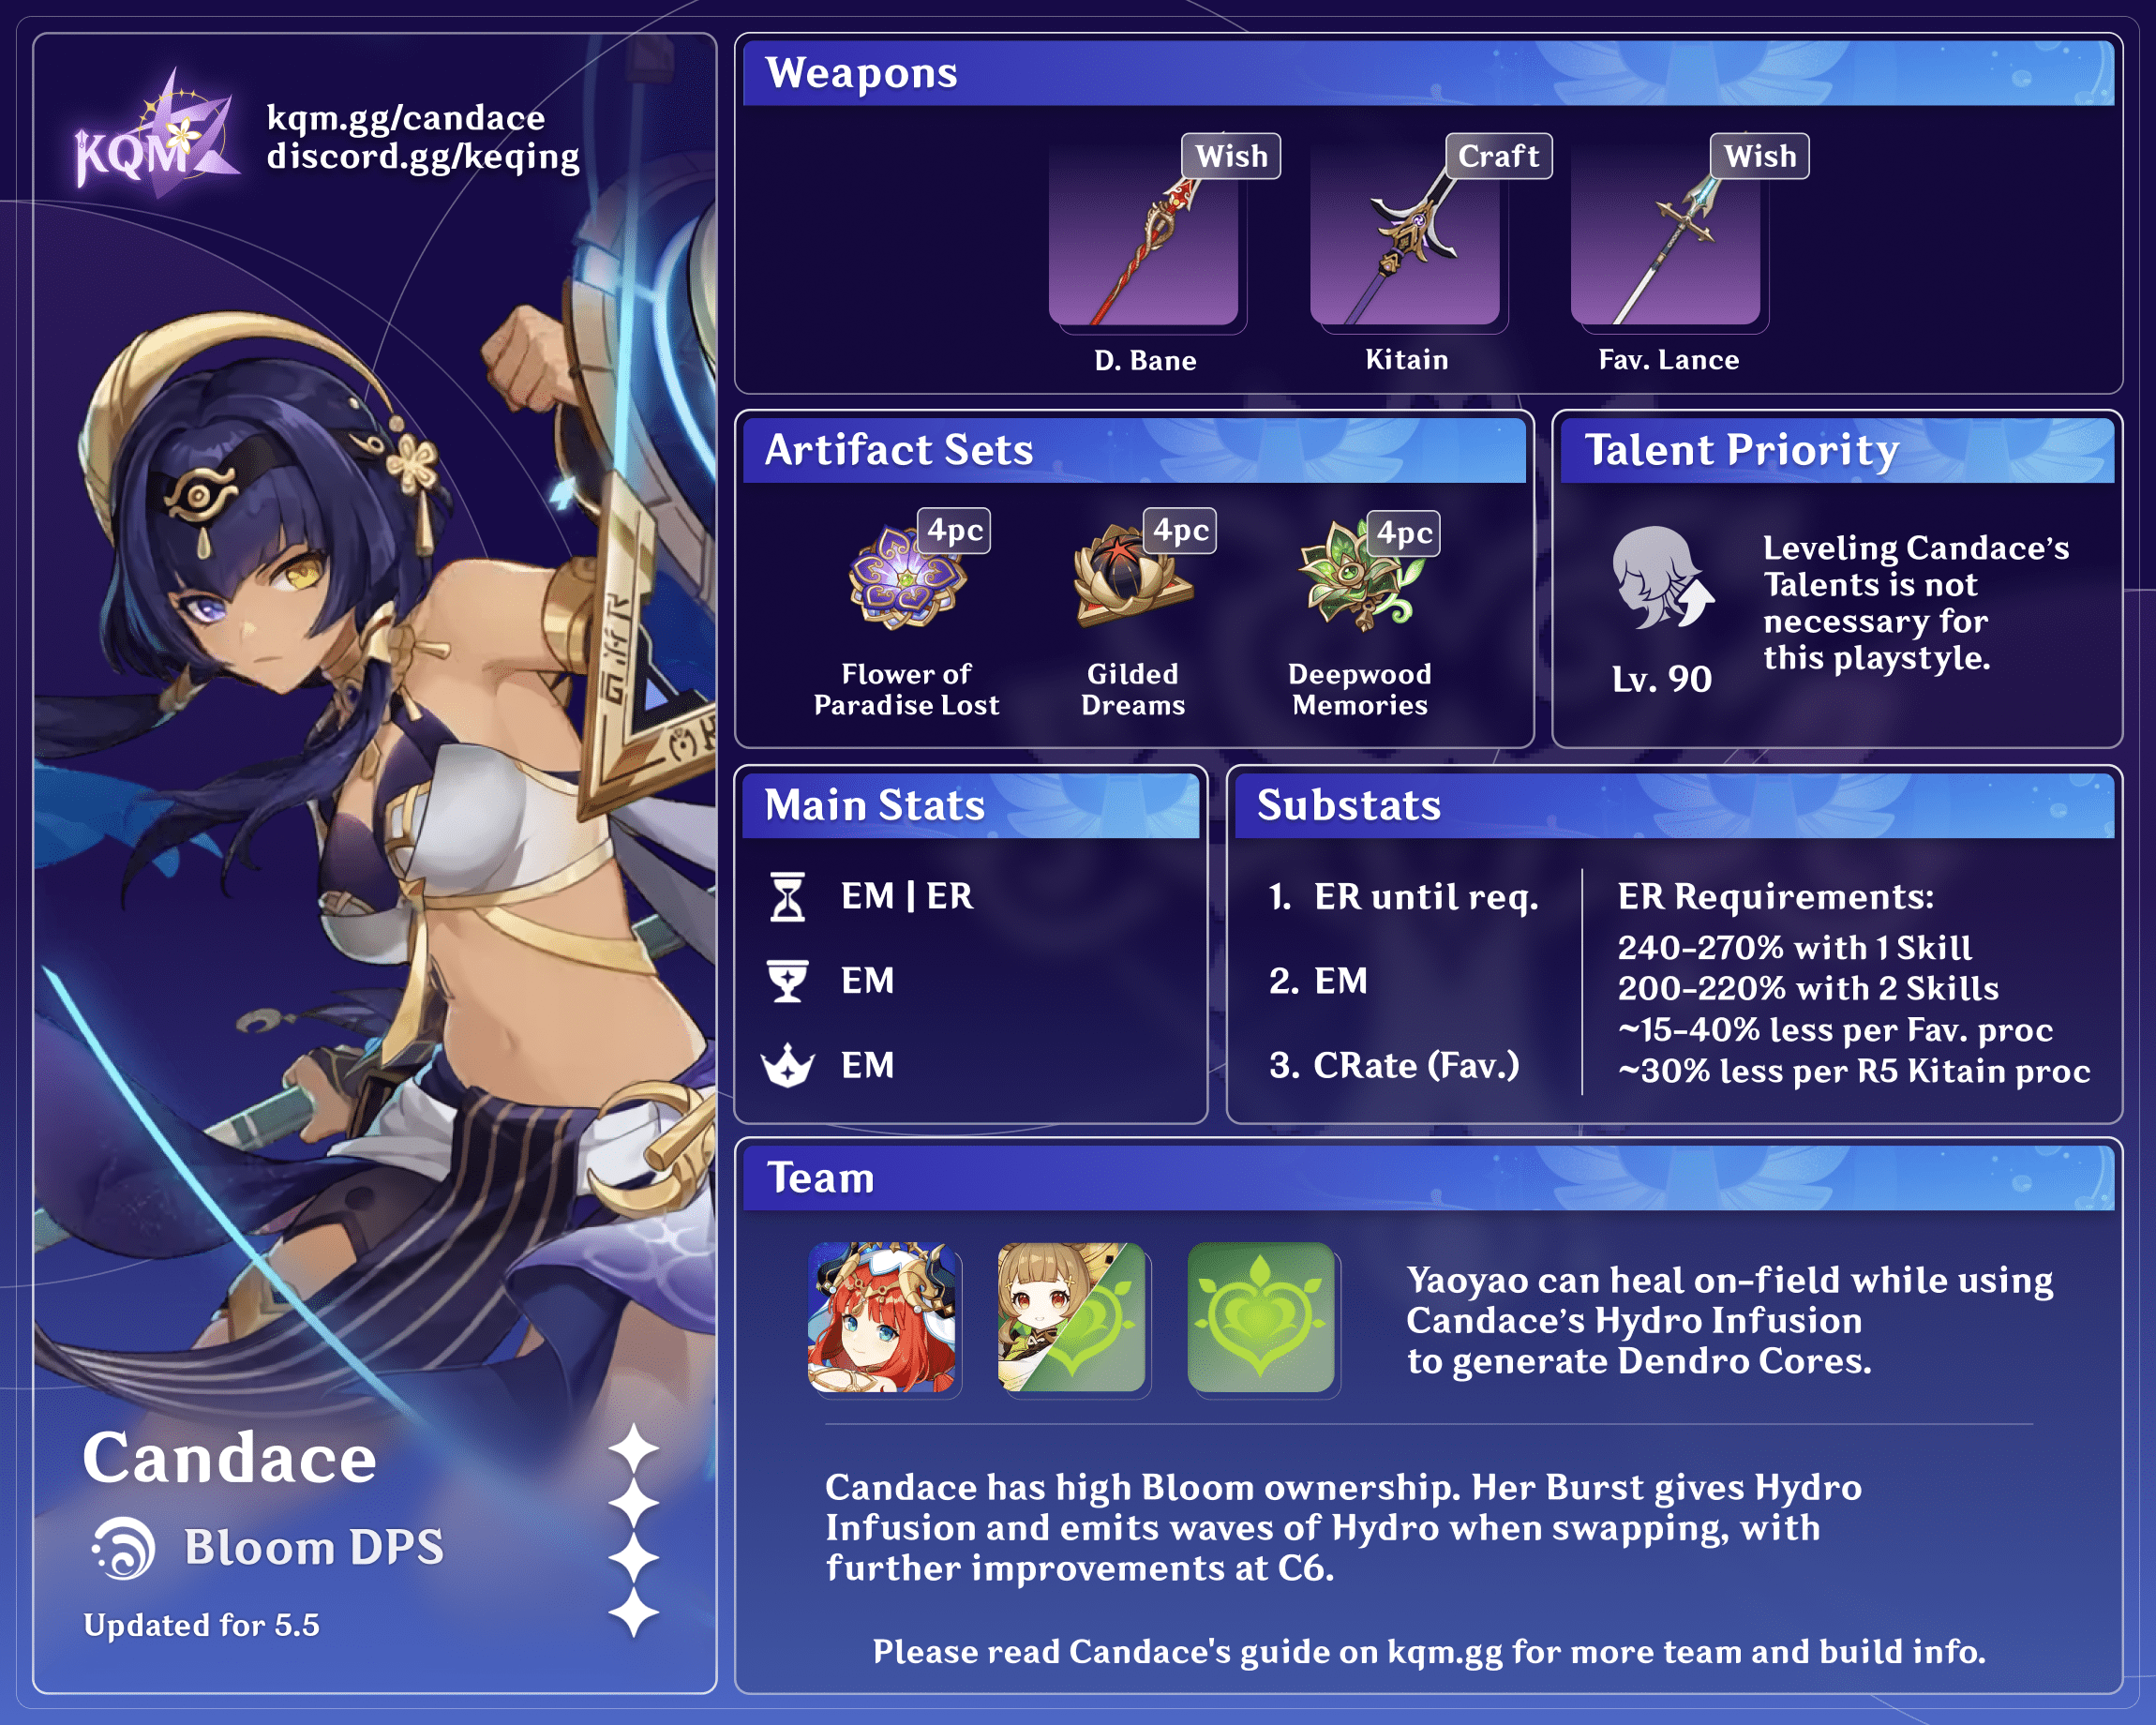 KQM
kqm.gg/candace
discord.gg/keqing
Candace
Bloom DPS
Updated for 5.5
Weapons
Wish
Craft
Wish
D. Bane
Kitain
Fav. Lance
Artifact Sets
4pc
4pc
4pc
Flower of
Paradise Lost
Gilded
Dreams
Deepwood
Memories
Talent Priority
Lv. 90
Leveling Candace's
Talents is not
necessary for
this playstyle.
Main Stats
EM | ER
EM
EM
Substats
1. ER until req.
2. EM
3. CRate (Fav.)
ER Requirements:
240-270% with 1 Skill
200-220% with 2 Skills
~15-40% less per Fav. proc
~30% less per R5 Kitain proc
Team
Yaoyao can heal on-field while using
Candace's Hydro Infusion
to generate Dendro Cores.
Candace has high Bloom ownership. Her Burst gives Hydro
Infusion and emits waves of Hydro when swapping, with
further improvements at C6.
Please read Candace's guide on kqm.gg for more team and build info.